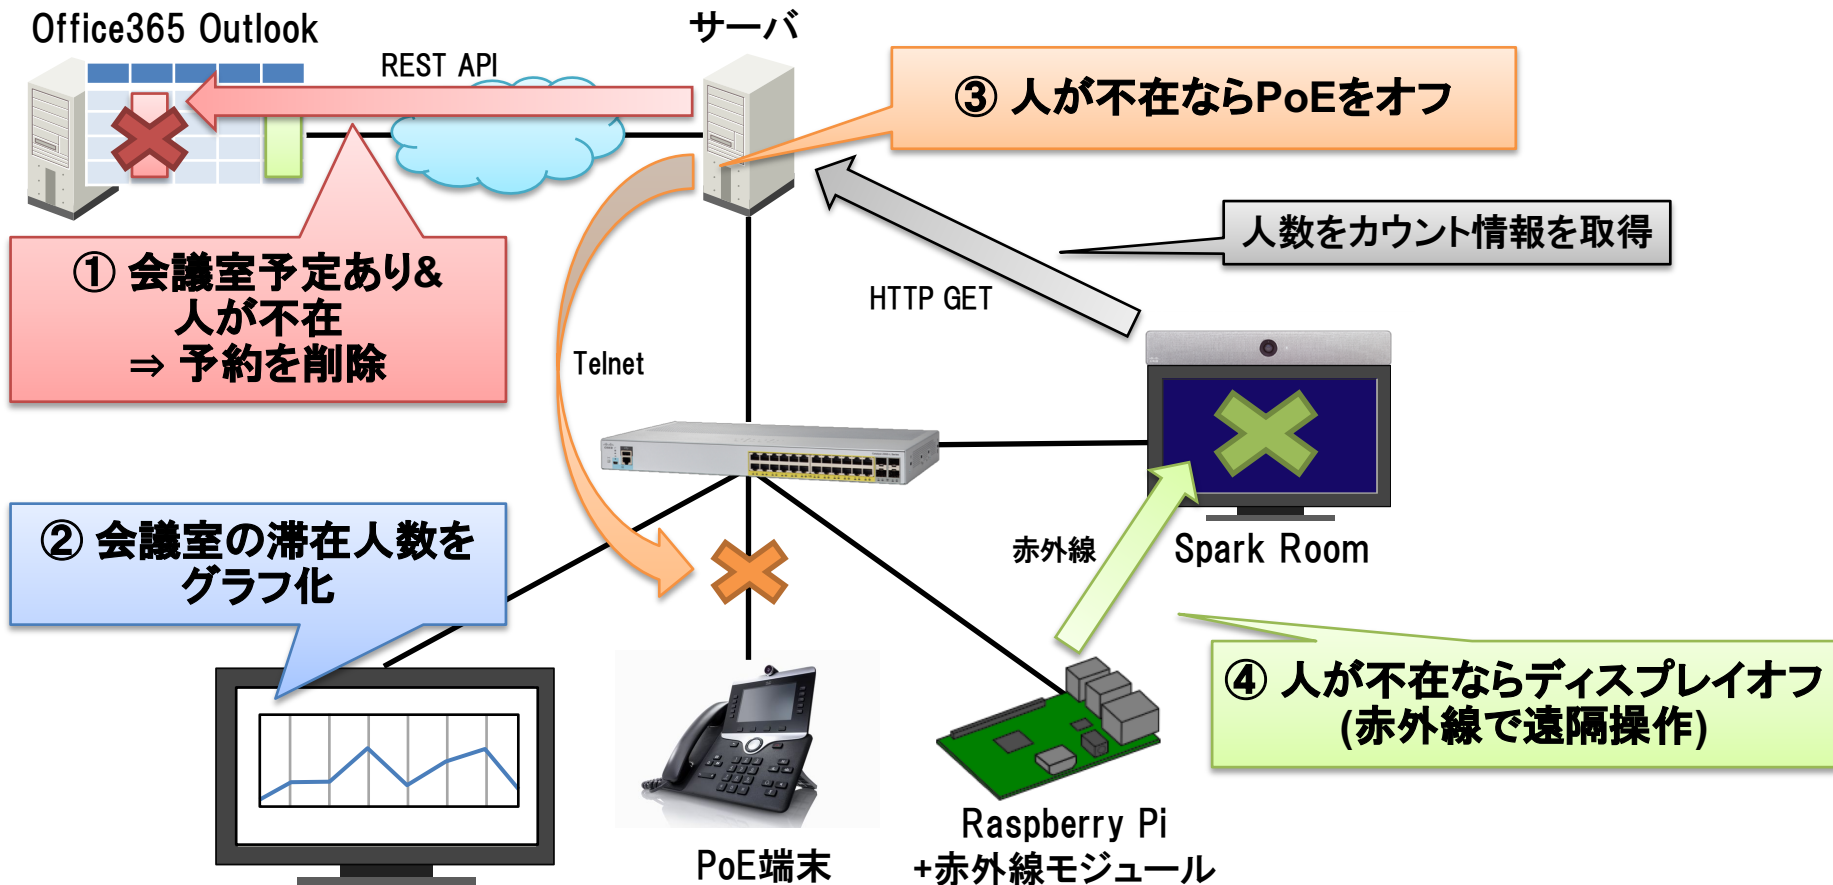 Office365 Outlook
サーバ
REST API
③ 人が不在ならPoEをオフ
人数をカウント情報を取得
① 会議室予定あり&
人が不在
⇒ 予約を削除
HTTP GET
Telnet
② 会議室の滞在人数を
グラフ化
赤外線
Spark Room
④ 人が不在ならディスプレイオフ
(赤外線で遠隔操作)
PoE端末
Raspberry Pi
+赤外線モジュール